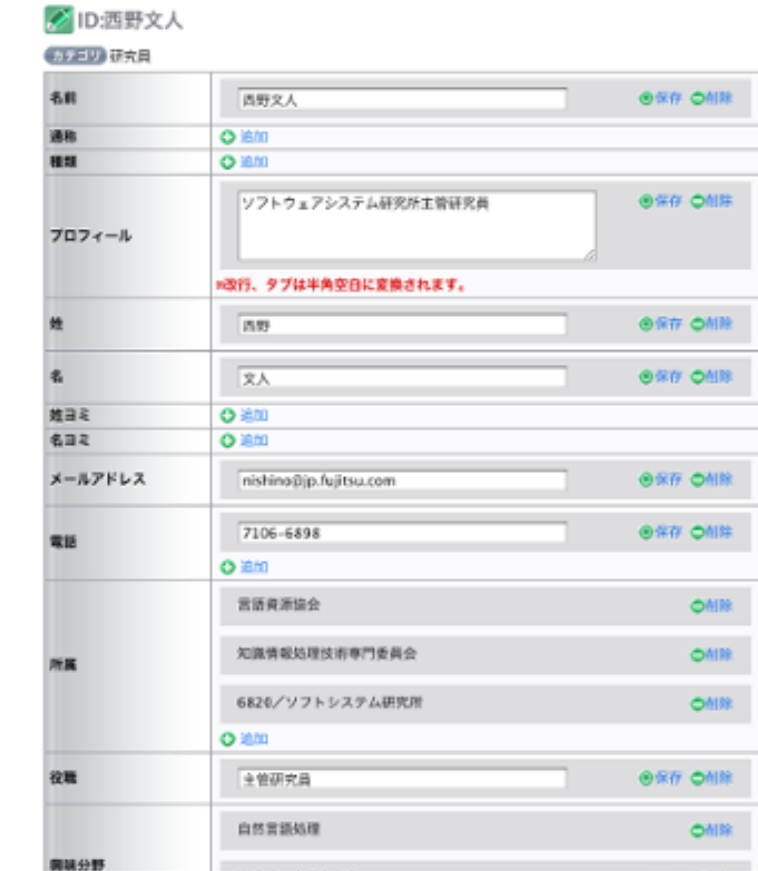 ID:西野文人
カテゴリ 研究員
名前 西野文人 保存 削除
通称 追加
種類 追加
プロフィール ソフトウェアシステム研究所主管研究員 保存 削除
※改行、タブは半角空白に変換されます。
姓 西野 保存 削除
名 文人 保存 削除
姓ヨミ 追加
名ヨミ 追加
メールアドレス nishino@jp.fujitsu.com 保存 削除
電話 7106-6898 保存 削除
追加
所属 言語資源協会 削除
知識情報処理技術専門委員会 削除
6820/ソフトシステム研究所 削除
追加
役職 主管研究員 保存 削除
興味分野 自然言語処理 削除